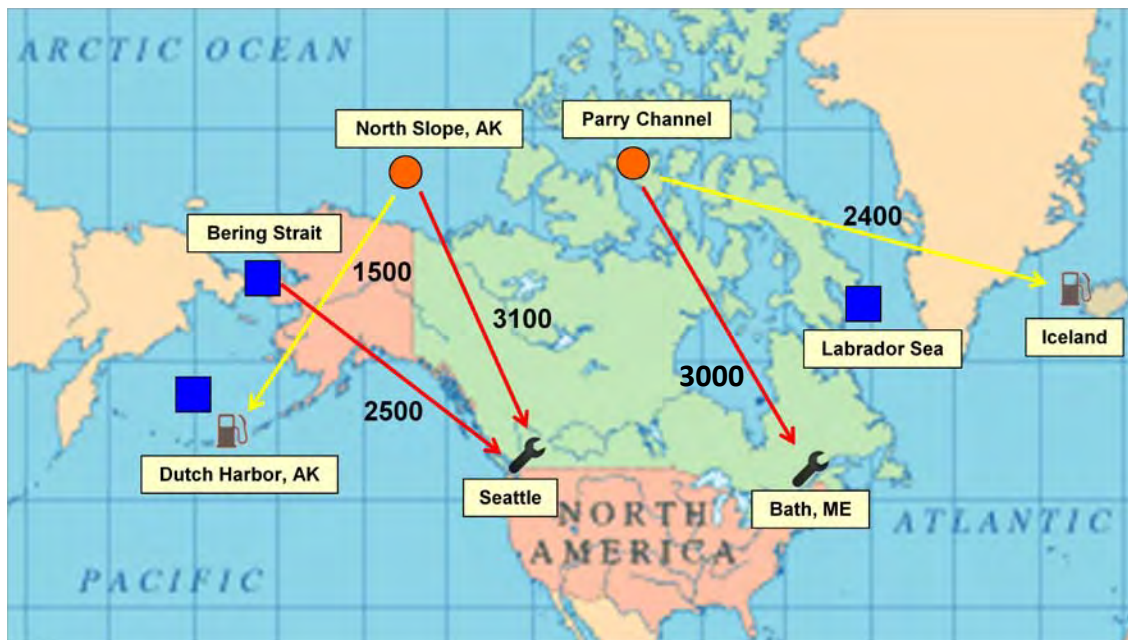 ARCTIC OCEAN
North Slope, AK
Parry Channel
Bering Strait
2400
1500
3100
Labrador Sea
Iceland
3000
2500
Dutch Harbor, AK
Seattle
Bath, ME
NORTH
AMERICA
ATLANTIC
PACIFIC